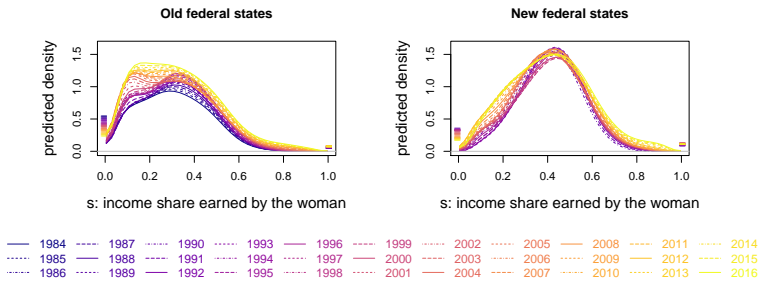 Old federal states
New federal states
predicted density
0.0 0.5 1.0 1.5
0.0 0.2 0.4 0.6 0.8 1.0
s: income share earned by the woman
predicted density
0.0 0.5 1.0 1.5
0.0 0.2 0.4 0.6 0.8 1.0
s: income share earned by the woman
1984 1987 1990 1993 1996 1999 2002 2005 2008 2011 2014
1985 1988 1991 1994 1997 2000 2003 2006 2009 2012 2015
1986 1989 1992 1995 1998 2001 2004 2007 2010 2013 2016